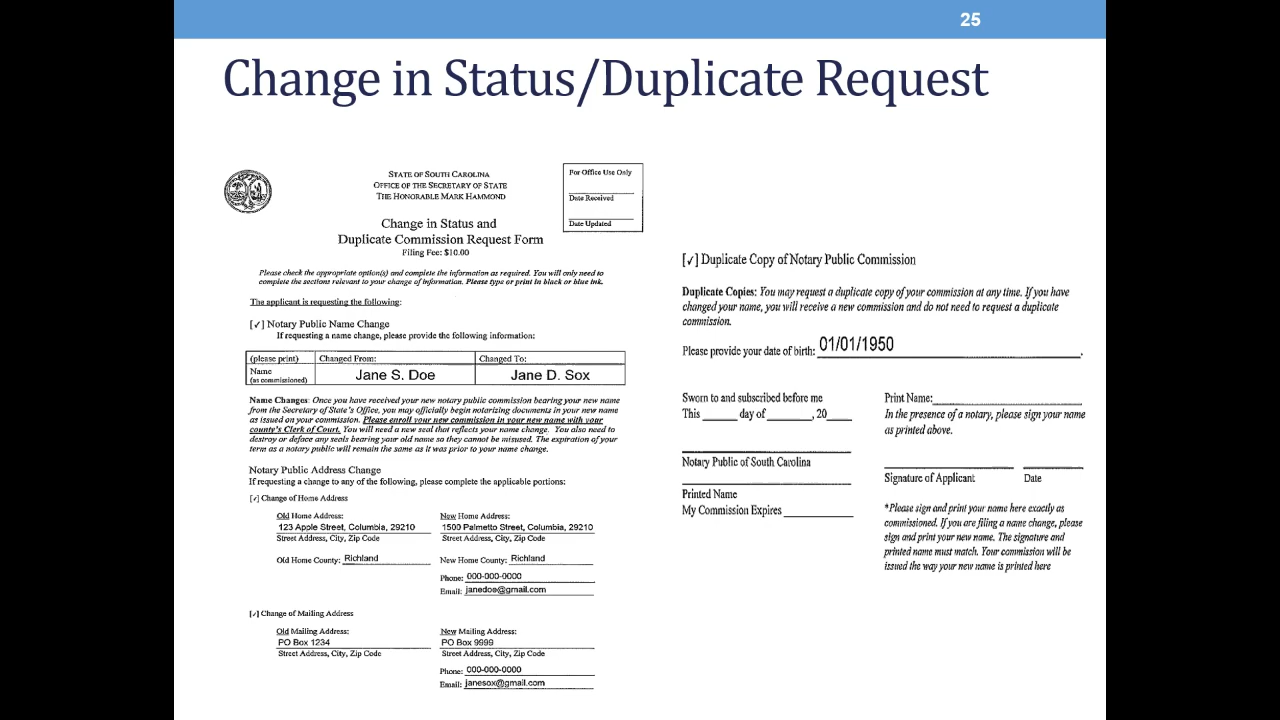 25
Change in Status/Duplicate Request
STATE OF SOUTH CAROLINA
OFFICE OF THE SECRETARY OF STATE
THE HONORABLE MARK HAMMOND
For Office Use Only
Date Received
Date Updated
Change in Status and
Duplicate Commission Request Form
Filing Fee: $10.00
Please check the appropriate option(s) and complete the information as required. You will only need to
complete the sections relevant to your change of information. Please type or print in black or blue ink.
The applicant is requesting the following:
[✓] Notary Public Name Change
If requesting a name change, please provide the following information:
(please print) Changed From: Changed To:
Name
(as commissioned) Jane S. Doe Jane D. Sox
Name Changes: Once you have received your new notary public commission bearing your new name
from the Secretary of State's Office, you may officially begin notarizing documents in your new name
as issued on your commission. Please enroll your new commission in your new name with your
county's Clerk of Court. You will need a new seal that reflects your name change. You also need to
destroy or deface any seals bearing your old name so they cannot be misused. The expiration of your
term as a notary public will remain the same as it was prior to your name change.
Notary Public Address Change
If requesting a change to any of the following, please complete the applicable portions:
[✓] Change of Home Address
Old Home Address: New Home Address:
123 Apple Street, Columbia, 29210 1500 Palmetto Street, Columbia, 29210
Street Address, City, Zip Code Street Address, City, Zip Code
Old Home County: Richland New Home County: Richland
Phone: 000-000-0000
Email: janedoe@gmail.com
[✓] Change of Mailing Address
Old Mailing Address: New Mailing Address:
PO Box 1234 PO Box 9999
Street Address, City, Zip Code Street Address, City, Zip Code
Phone: 000-000-0000
Email: janesox@gmail.com
[✓] Duplicate Copy of Notary Public Commission
Duplicate Copies: You may request a duplicate copy of your commission at any time. If you have
changed your name, you will receive a new commission and do not need to request a duplicate
commission.
Please provide your date of birth: 01/01/1950.
Sworn to and subscribed before me
This ______ day of ______, 20____
Notary Public of South Carolina
Printed Name
My Commission Expires ____________
Print Name:____________
In the presence of a notary, please sign your name
as printed above.
Signature of Applicant Date
*Please sign and print your name here exactly as
commissioned. If you are filing a name change, please
sign and print your new name. The signature and
printed name must match. Your commission will be
issued the way your new name is printed here